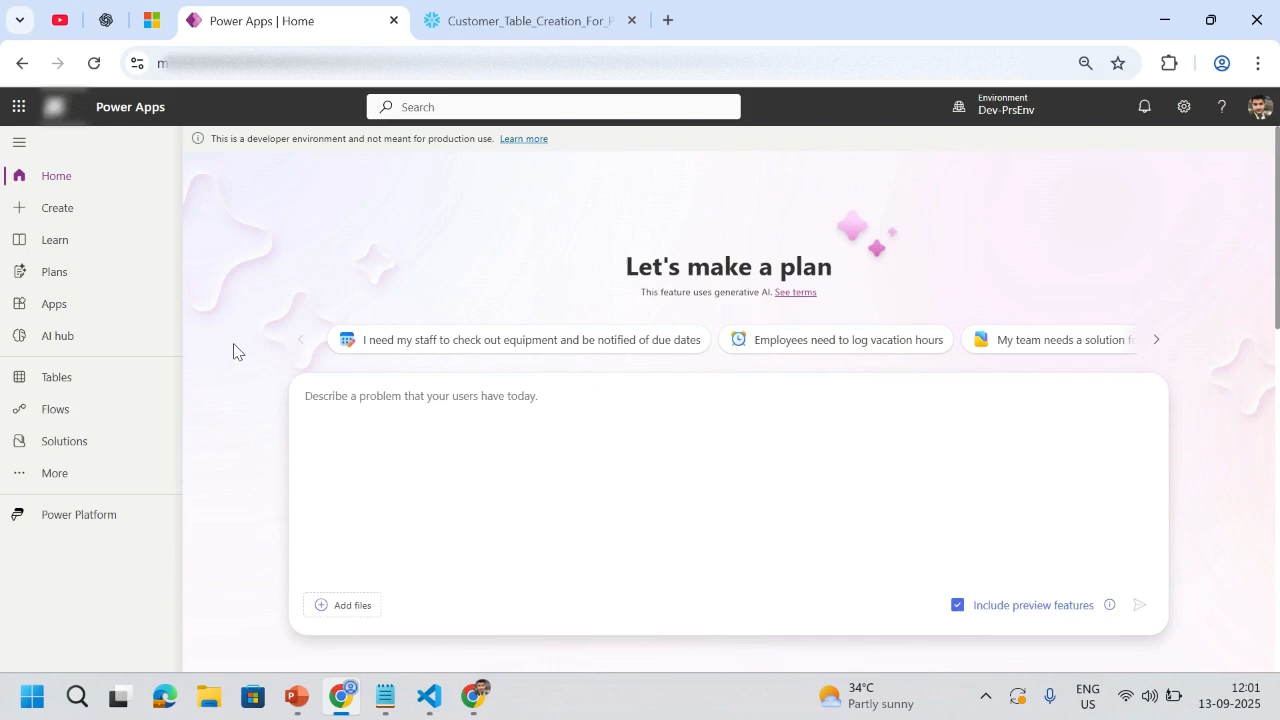 Power Apps | Home
Customer_Table_Creation_For_P
m
Power Apps
Search
Environment
Dev-PrsEnv
This is a developer environment and not meant for production use. Learn more
Home
Create
Learn
Plans
Apps
AI hub
Tables
Flows
Solutions
More
Power Platform
Let's make a plan
This feature uses generative AI. See terms
I need my staff to check out equipment and be notified of due dates
Employees need to log vacation hours
My team needs a solution fo
Describe a problem that your users have today.
Add files
Include preview features
34°C
Partly sunny
ENG
US
12:01
13-09-2025